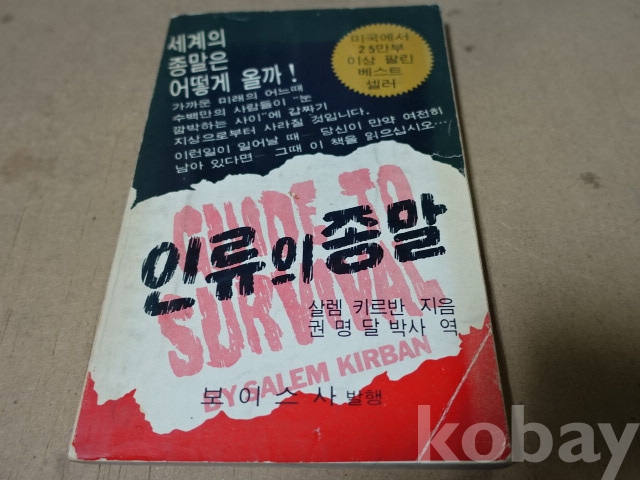 세계의
종말은
어떻게 올까!
미국에서
25만부
이상 팔린
베스트
셀러
가까운 미래의 어느때
수백만의 사람들이 “눈
깜박하는 사이”에 갑짜기
지상으로부터 사라질 것입니다.
이런일이 일어날 때— 당신이 만약 여전히
남아 있다면— 그때 이 책을 읽으십시오…
GUIDE TO
SURVIVAL
인류의 종말
살렘 키르반 지음
권명달 박사 역
BY SALEM KIRBAN
보이스사 발행
kobay